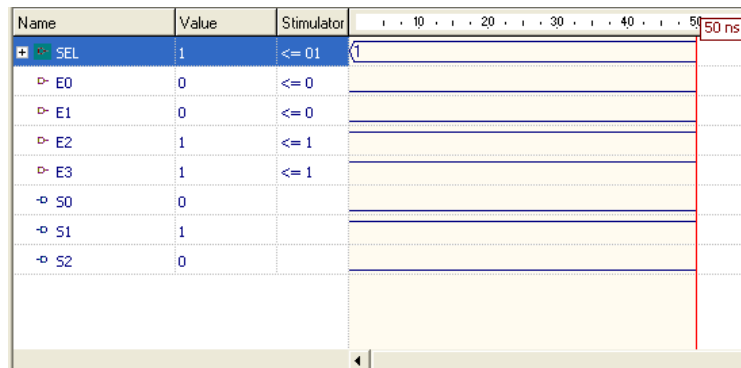 Name Value Stimulator 10 20 30 40 50 50 ns
SEL 1 <= 01 1
E0 0 <= 0
E1 0 <= 0
E2 1 <= 1
E3 1 <= 1
S0 0
S1 1
S2 0